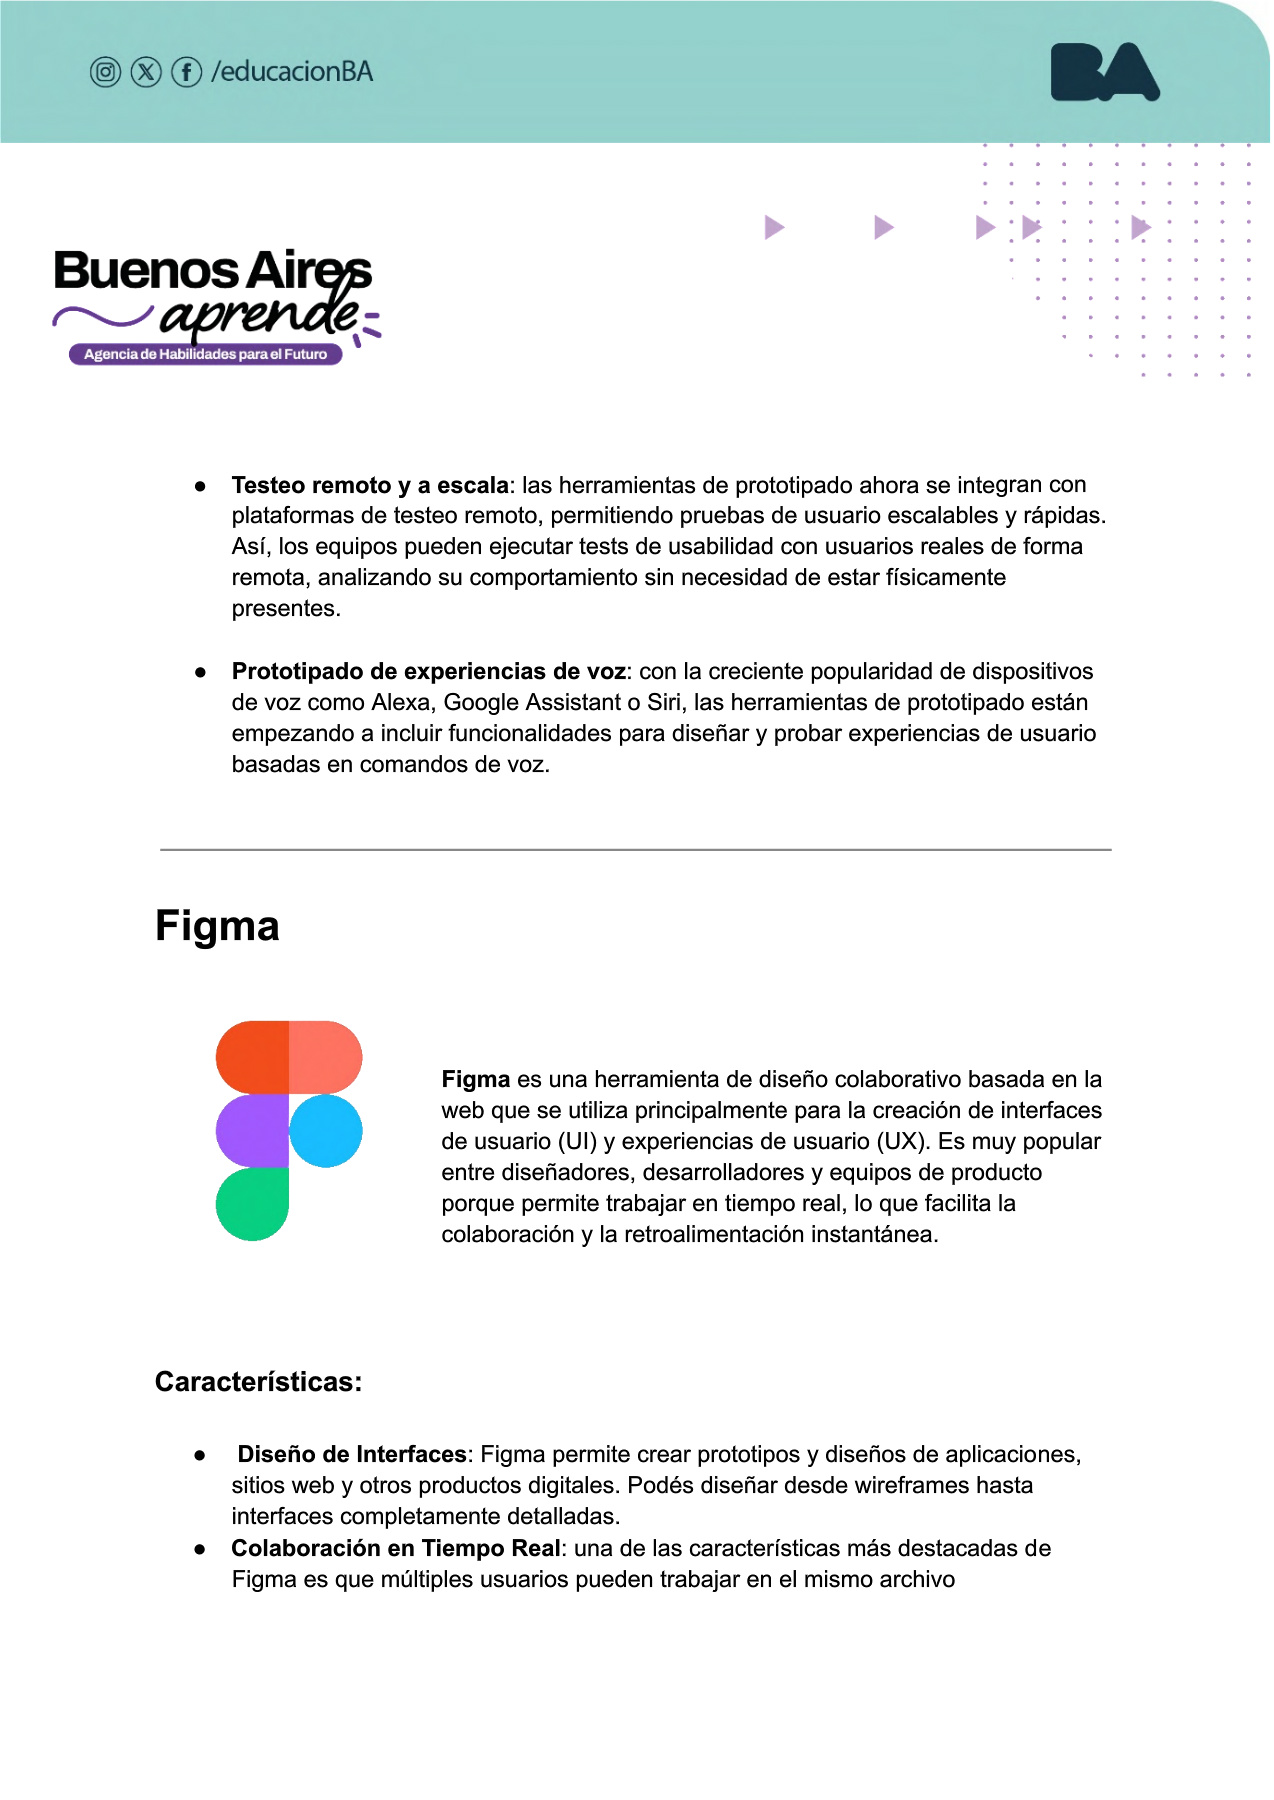 /educacionBA
BA
Buenos Aires
aprende
Agencia de Habilidades para el Futuro
● Testeo remoto y a escala: las herramientas de prototipado ahora se integran con
plataformas de testeo remoto, permitiendo pruebas de usuario escalables y rápidas.
Así, los equipos pueden ejecutar tests de usabilidad con usuarios reales de forma
remota, analizando su comportamiento sin necesidad de estar físicamente
presentes.
● Prototipado de experiencias de voz: con la creciente popularidad de dispositivos
de voz como Alexa, Google Assistant o Siri, las herramientas de prototipado están
empezando a incluir funcionalidades para diseñar y probar experiencias de usuario
basadas en comandos de voz.
Figma
Figma es una herramienta de diseño colaborativo basada en la
web que se utiliza principalmente para la creación de interfaces
de usuario (UI) y experiencias de usuario (UX). Es muy popular
entre diseñadores, desarrolladores y equipos de producto
porque permite trabajar en tiempo real, lo que facilita la
colaboración y la retroalimentación instantánea.
Características:
● Diseño de Interfaces: Figma permite crear prototipos y diseños de aplicaciones,
sitios web y otros productos digitales. Podés diseñar desde wireframes hasta
interfaces completamente detalladas.
● Colaboración en Tiempo Real: una de las características más destacadas de
Figma es que múltiples usuarios pueden trabajar en el mismo archivo